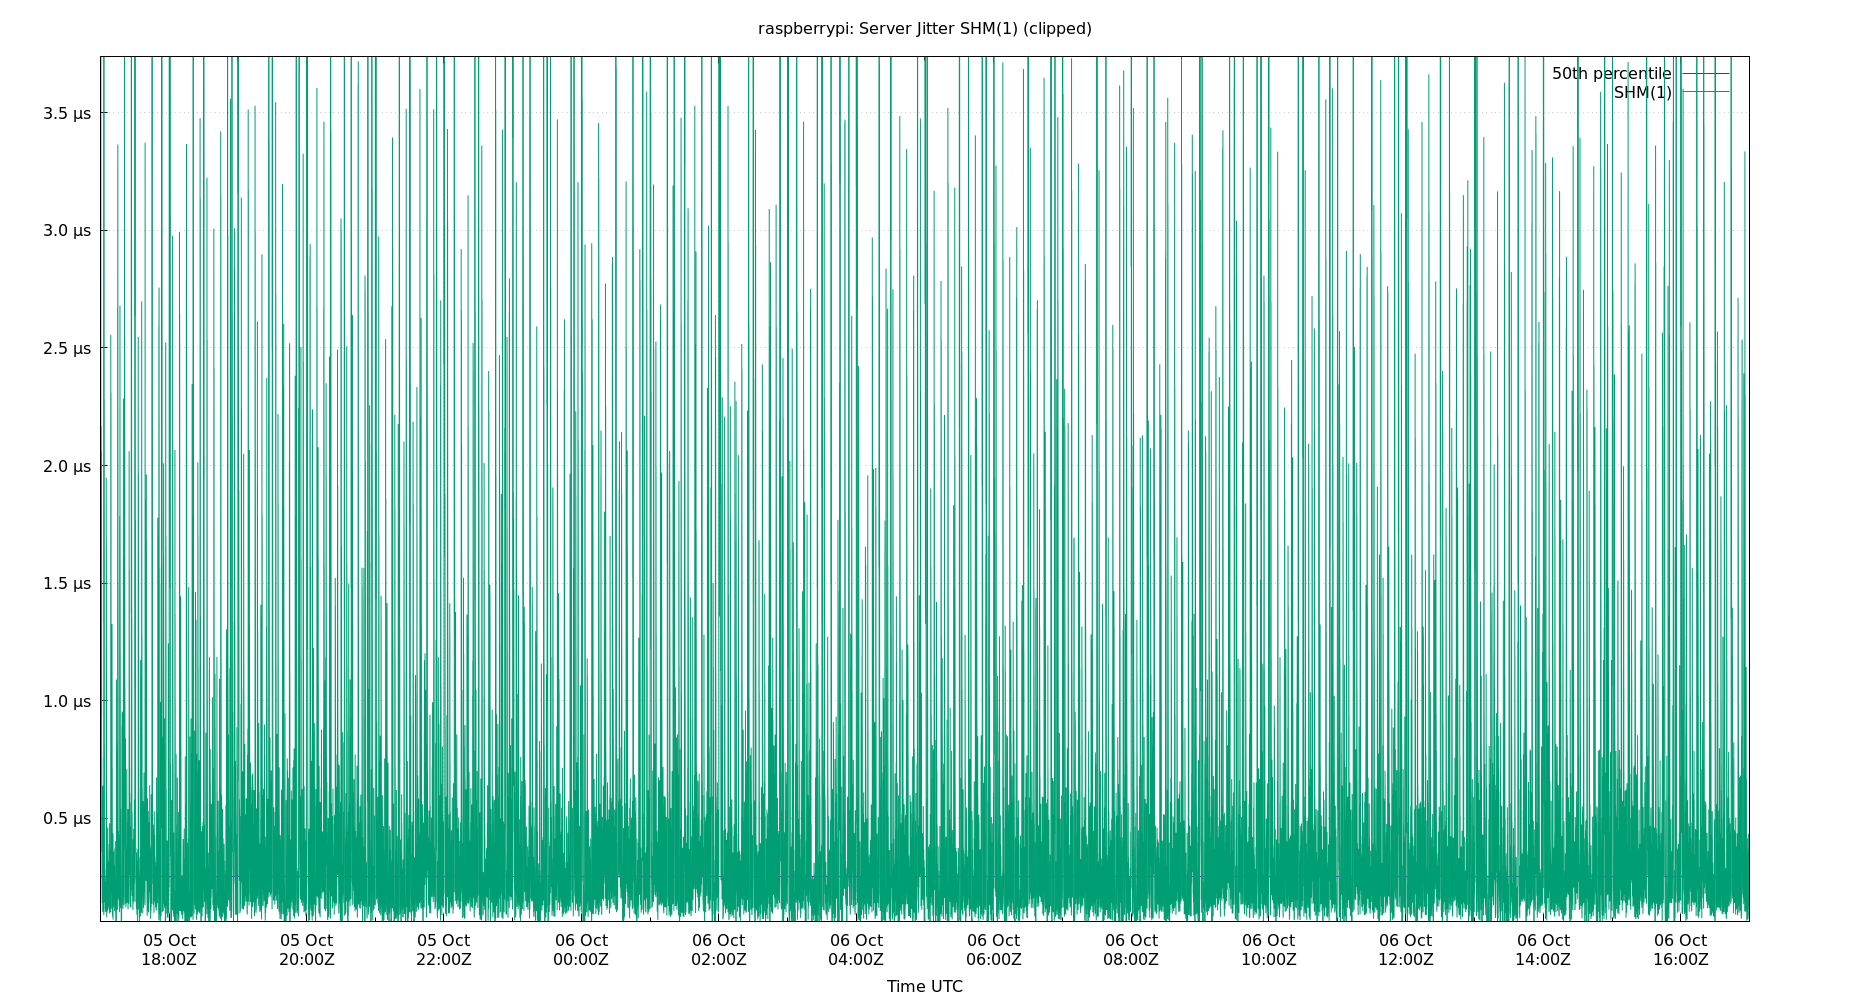 raspberrypi: Server Jitter SHM(1) (clipped)
50th percentile
SHM(1)
3.5 µs
3.0 µs
2.5 µs
2.0 µs
1.5 µs
1.0 µs
0.5 µs
05 Oct 05 Oct 05 Oct 06 Oct 06 Oct 06 Oct 06 Oct 06 Oct 06 Oct 06 Oct 06 Oct 06 Oct
18:00Z 20:00Z 22:00Z 00:00Z 02:00Z 04:00Z 06:00Z 08:00Z 10:00Z 12:00Z 14:00Z 16:00Z
Time UTC